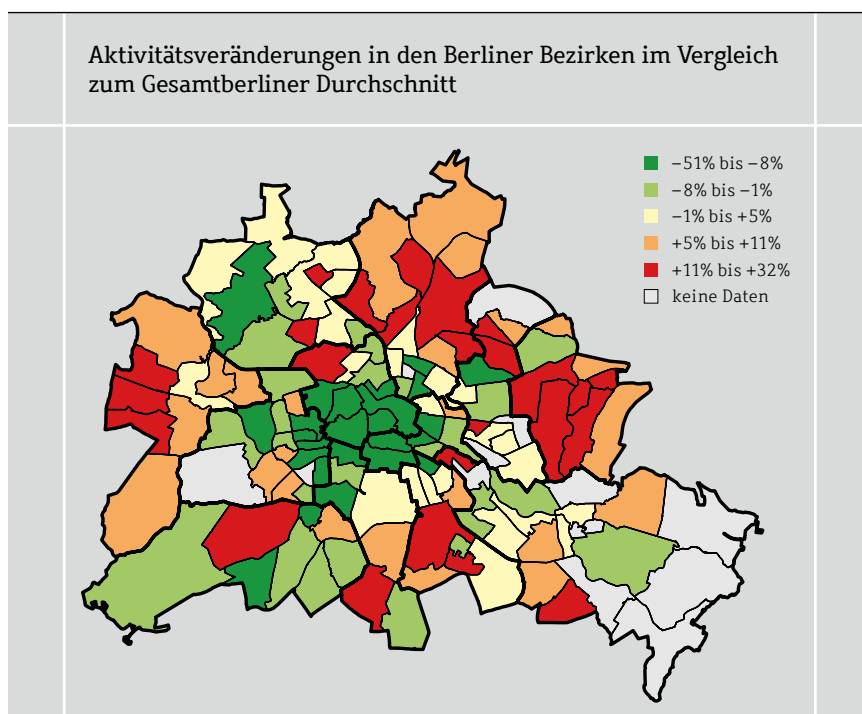 Aktivitätsveränderungen in den Berliner Bezirken im Vergleich
zum Gesamtberliner Durchschnitt
–51% bis –8%
–8% bis –1%
–1% bis +5%
+5% bis +11%
+11% bis +32%
keine Daten